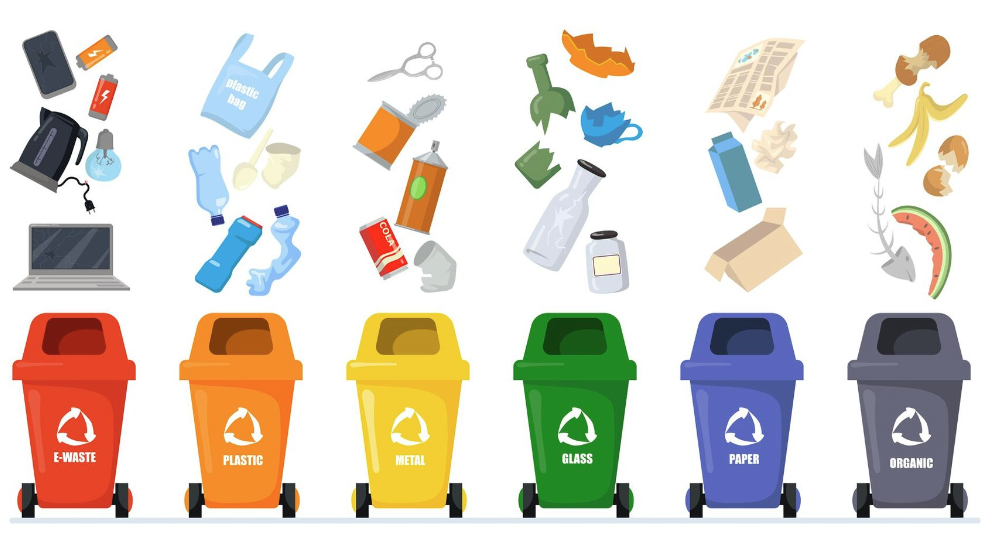 plastic
bag
COLA
E-WASTE
PLASTIC
METAL
GLASS
PAPER
ORGANIC